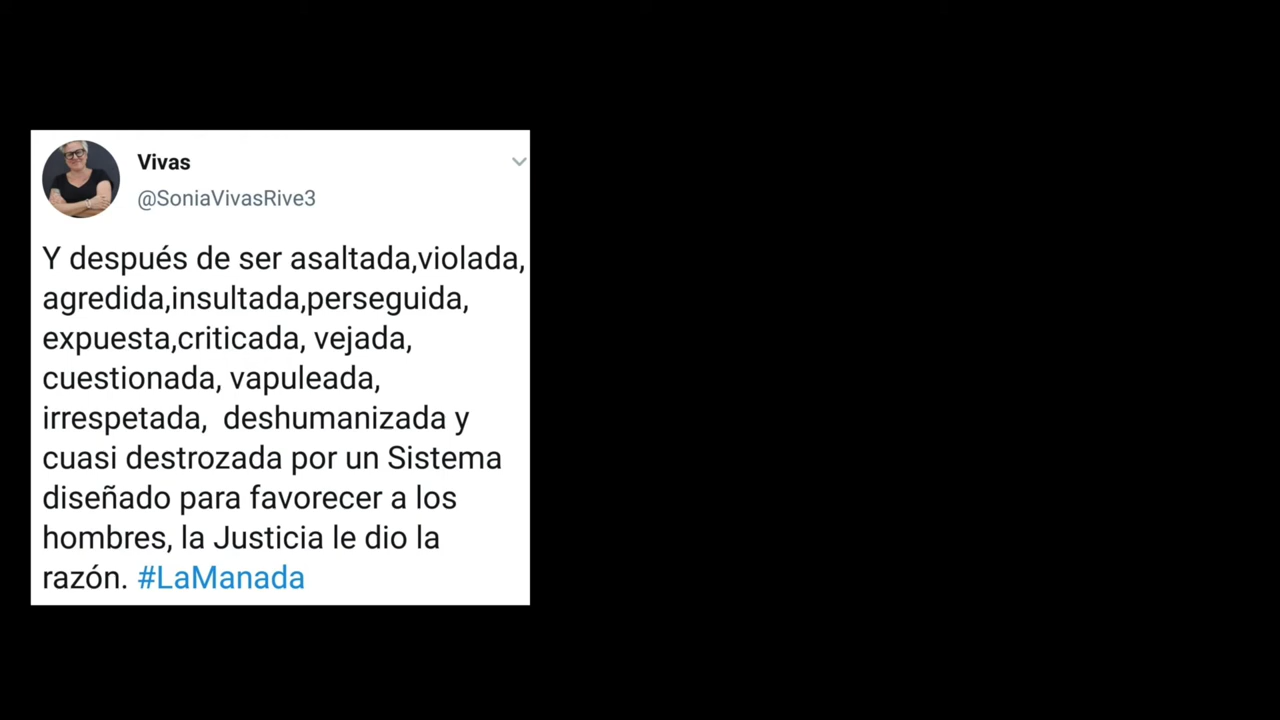 Vivas
@SoniaVivasRive3
Y después de ser asaltada,violada,
agredida,insultada,perseguida,
expuesta,criticada, vejada,
cuestionada, vapuleada,
irrespetada,  deshumanizada y
cuasi destrozada por un Sistema
diseñado para favorecer a los
hombres, la Justicia le dio la
razón. #LaManada